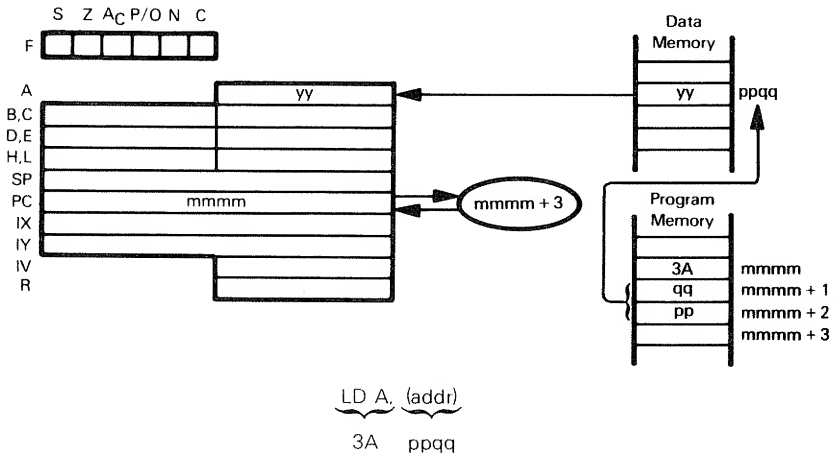 S Z AC P/O N C
F
Data
Memory
A yy
yy ppqq
B,C
D,E
H,L
SP
PC mmmm
mmmm + 3
IX
IY
IV
R
Program
Memory
3A mmmm
qq mmmm + 1
pp mmmm + 2
mmmm + 3
LD A, (addr)
3A ppqq